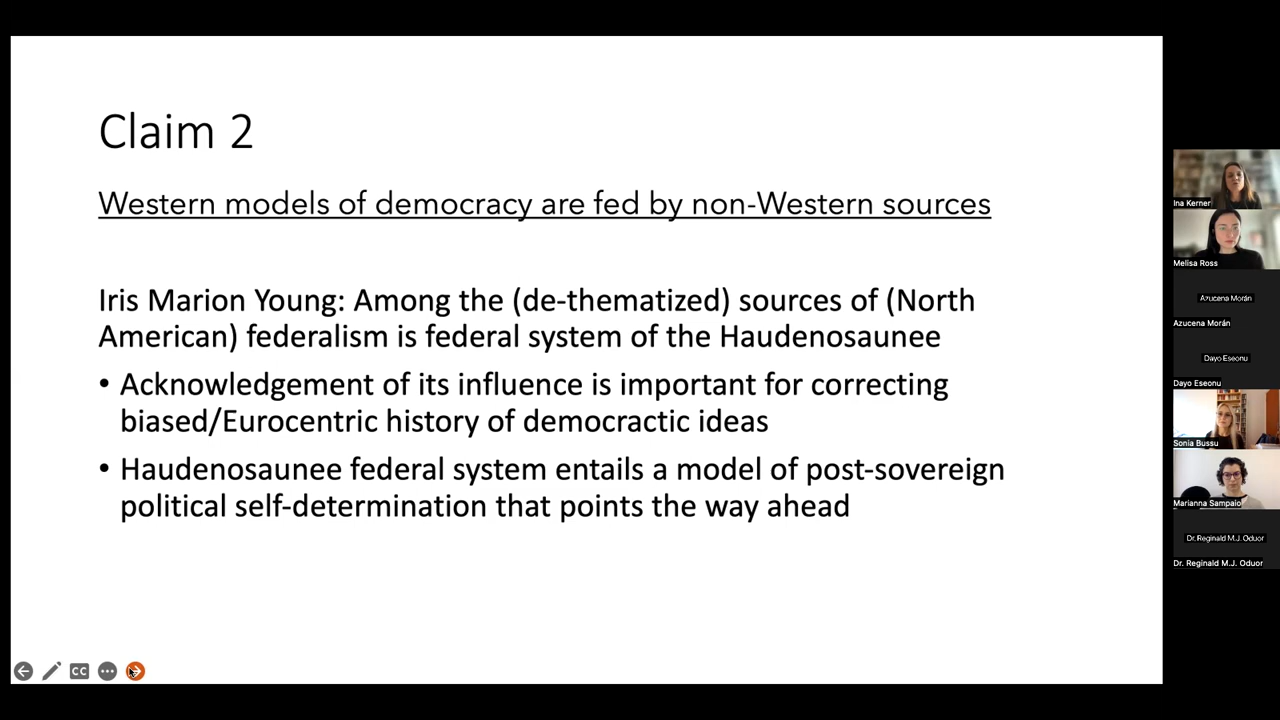 Claim 2
Western models of democracy are fed by non-Western sources
Iris Marion Young: Among the (de-thematized) sources of (North
American) federalism is federal system of the Haudenosaunee
• Acknowledgement of its influence is important for correcting
biased/Eurocentric history of democractic ideas
• Haudenosaunee federal system entails a model of post-sovereign
political self-determination that points the way ahead
CC
Ina Kerner
Melisa Ross
Azucena Morán
Azucena Morán
Dayo Eseonu
Dayo Eseonu
Sonia Bussu
Marianna Sampaio
Dr. Reginald M.J. Oduor
Dr. Reginald M.J. Oduor